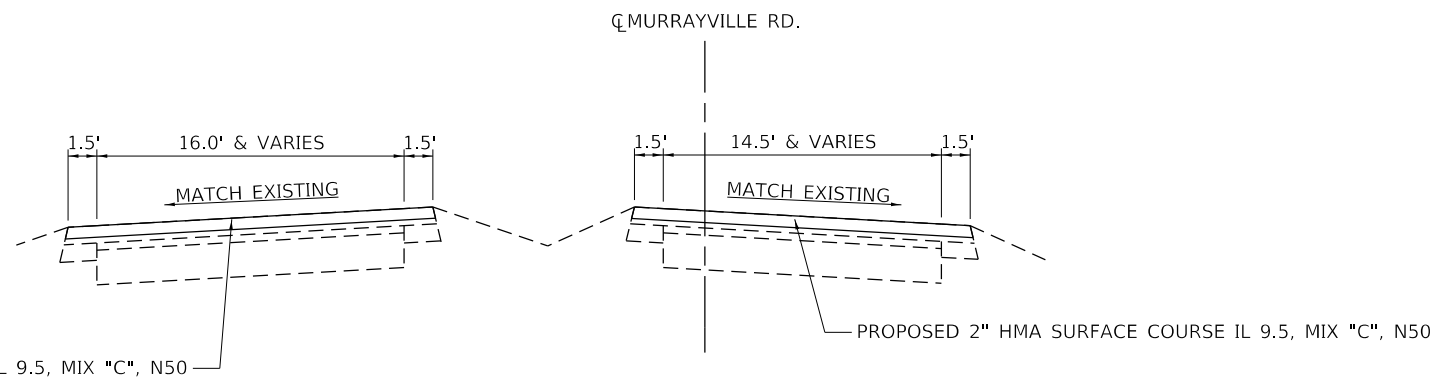 ℄ MURRAYVILLE RD.
1.5' 16.0' & VARIES 1.5'
1.5' 14.5' & VARIES 1.5'
MATCH EXISTING
MATCH EXISTING
PROPOSED 2" HMA SURFACE COURSE IL 9.5, MIX "C", N50
9.5, MIX "C", N50